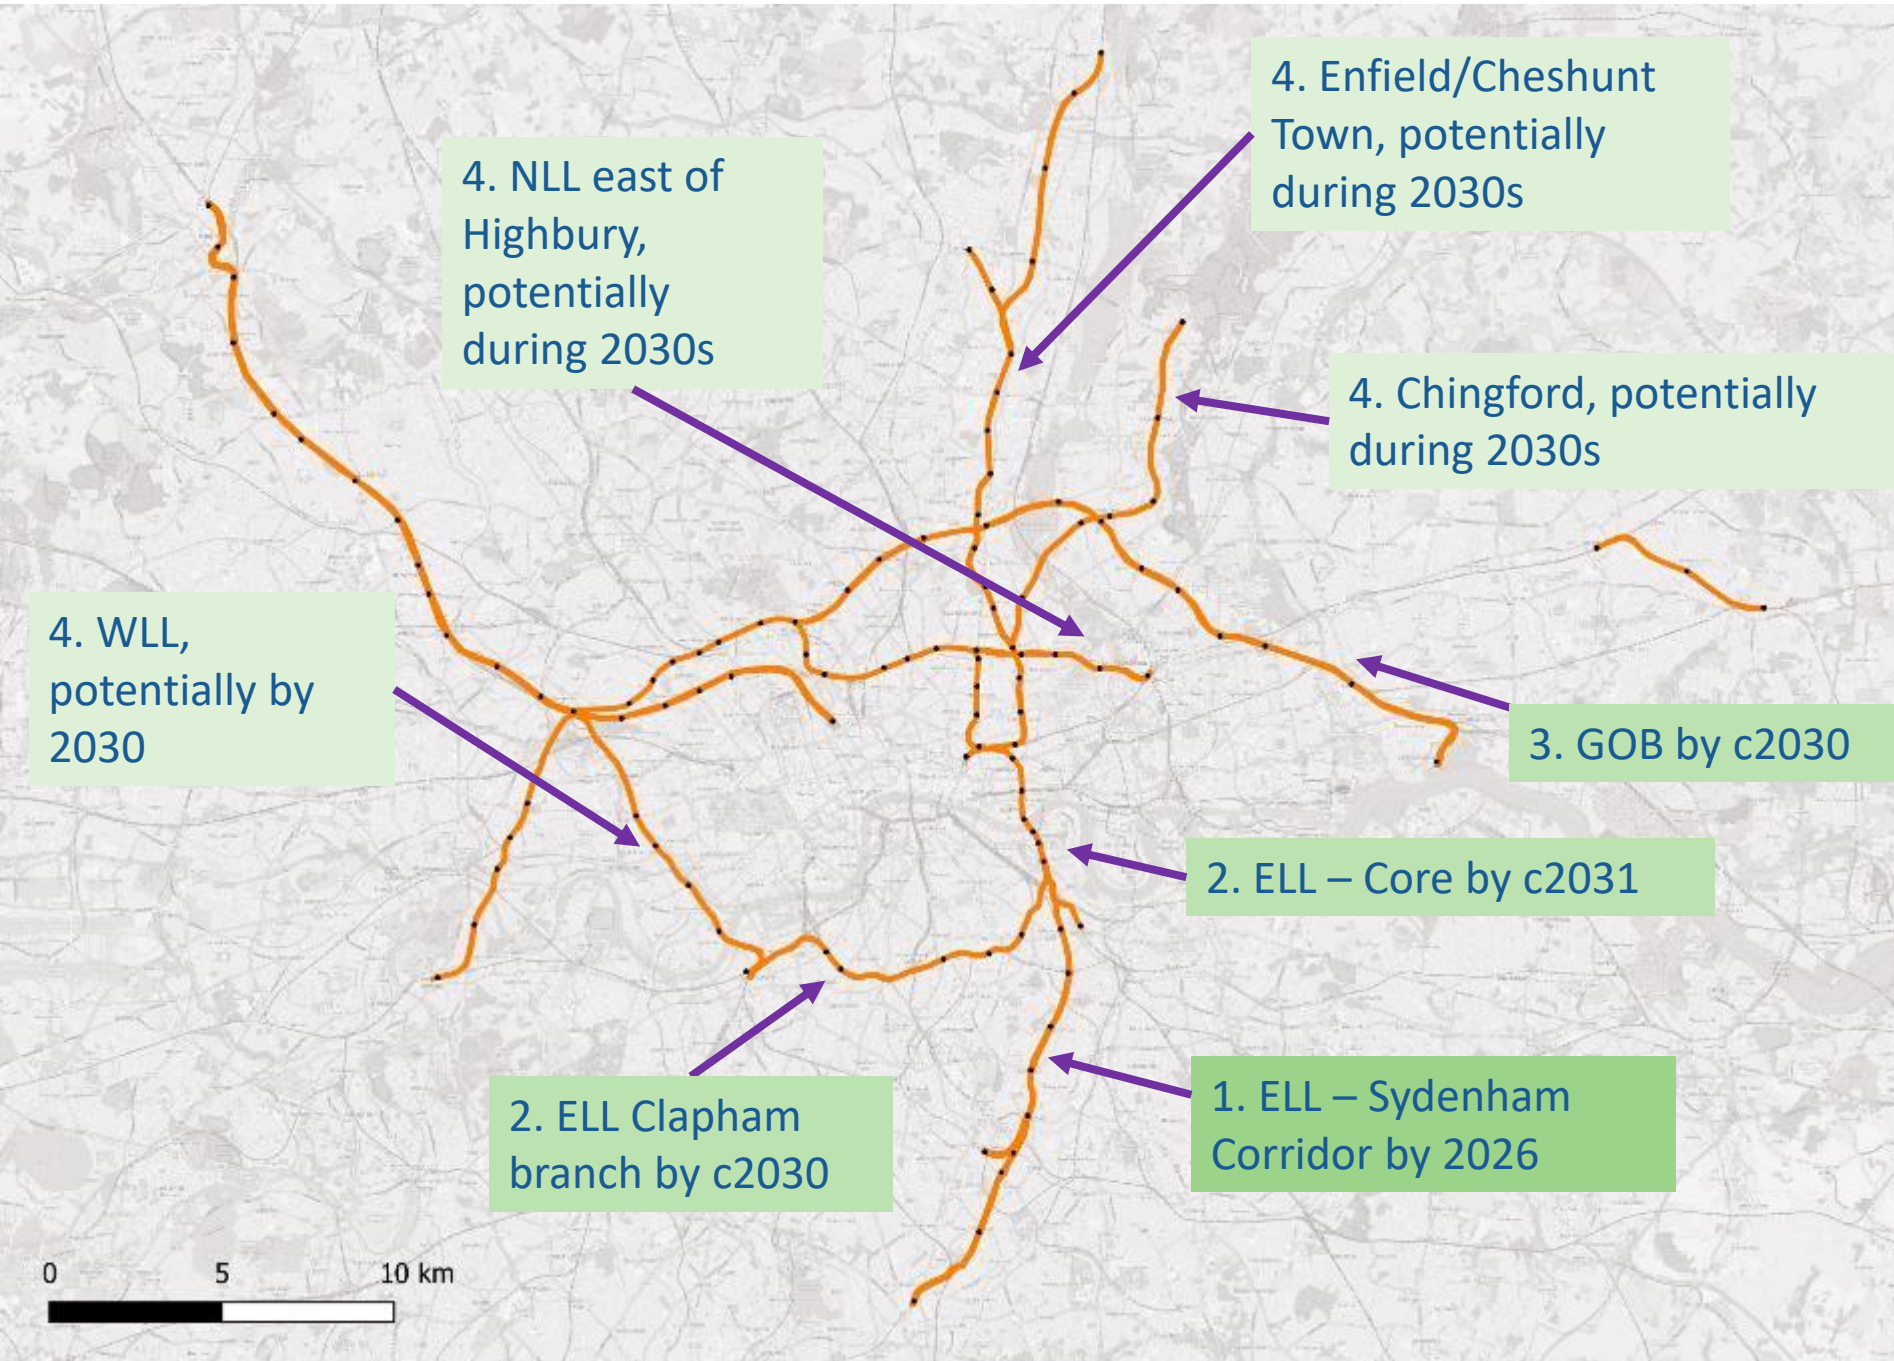 4. Enfield/Cheshunt
Town, potentially
during 2030s
4. NLL east of
Highbury,
potentially
during 2030s
4. Chingford, potentially
during 2030s
4. WLL,
potentially by
2030
3. GOB by c2030
2. ELL – Core by c2031
1. ELL – Sydenham
Corridor by 2026
2. ELL Clapham
branch by c2030
0 5 10 km